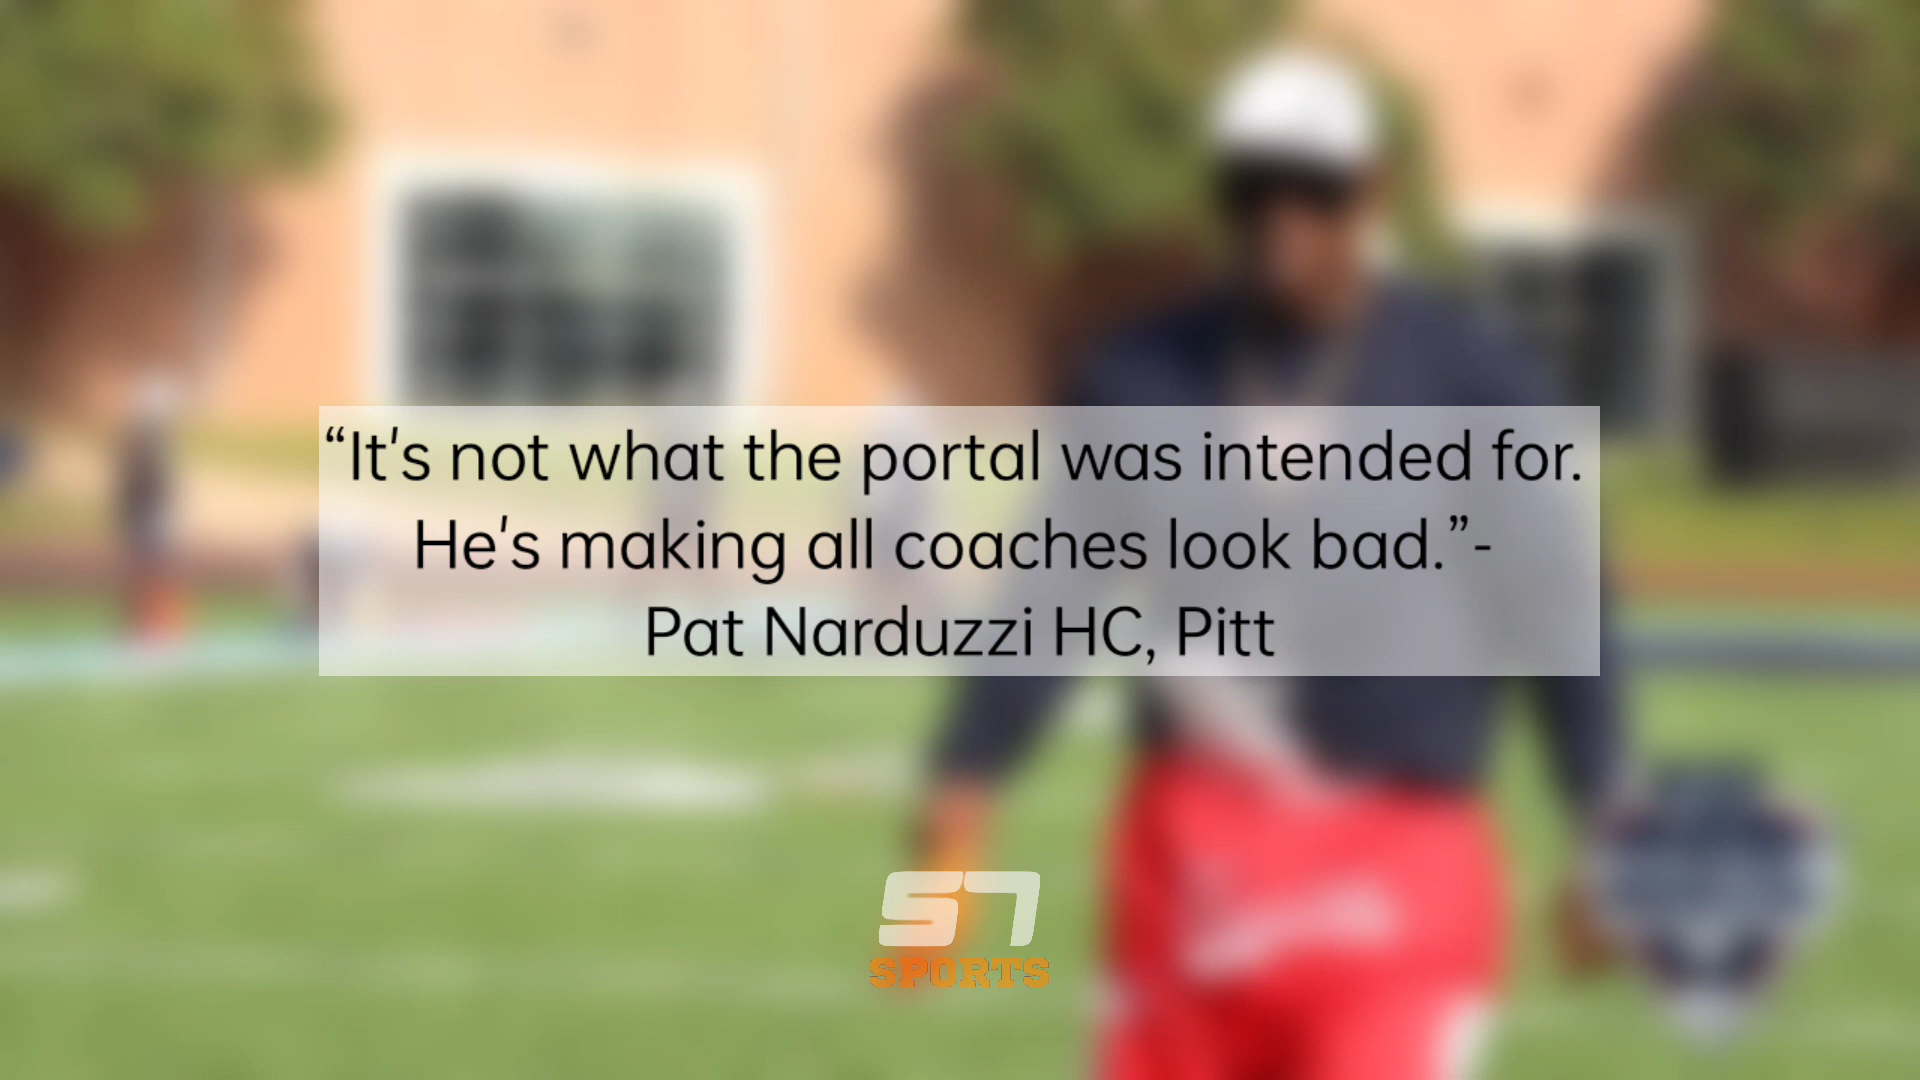 “It's not what the portal was intended for.
He's making all coaches look bad.”-
Pat Narduzzi HC, Pitt
S7
SPORTS